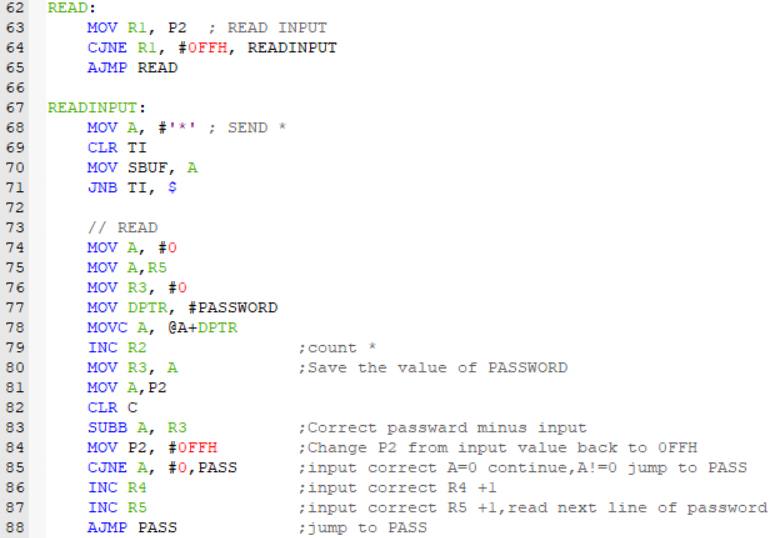 62 READ:
63 MOV R1, P2 ; READ INPUT
64 CJNE R1, #0FFH, READINPUT
65 AJMP READ
66
67 READINPUT:
68 MOV A, #'*' ; SEND *
69 CLR TI
70 MOV SBUF, A
71 JNB TI, $
72
73 // READ
74 MOV A, #0
75 MOV A,R5
76 MOV R3, #0
77 MOV DPTR, #PASSWORD
78 MOVC A, @A+DPTR
79 INC R2 ;count *
80 MOV R3, A ;Save the value of PASSWORD
81 MOV A,P2
82 CLR C
83 SUBB A, R3 ;Correct passward minus input
84 MOV P2, #0FFH ;Change P2 from input value back to 0FFH
85 CJNE A, #0,PASS ;input correct A=0 continue,A!=0 jump to PASS
86 INC R4 ;input correct R4 +1
87 INC R5 ;input correct R5 +1,read next line of password
88 AJMP PASS ;jump to PASS